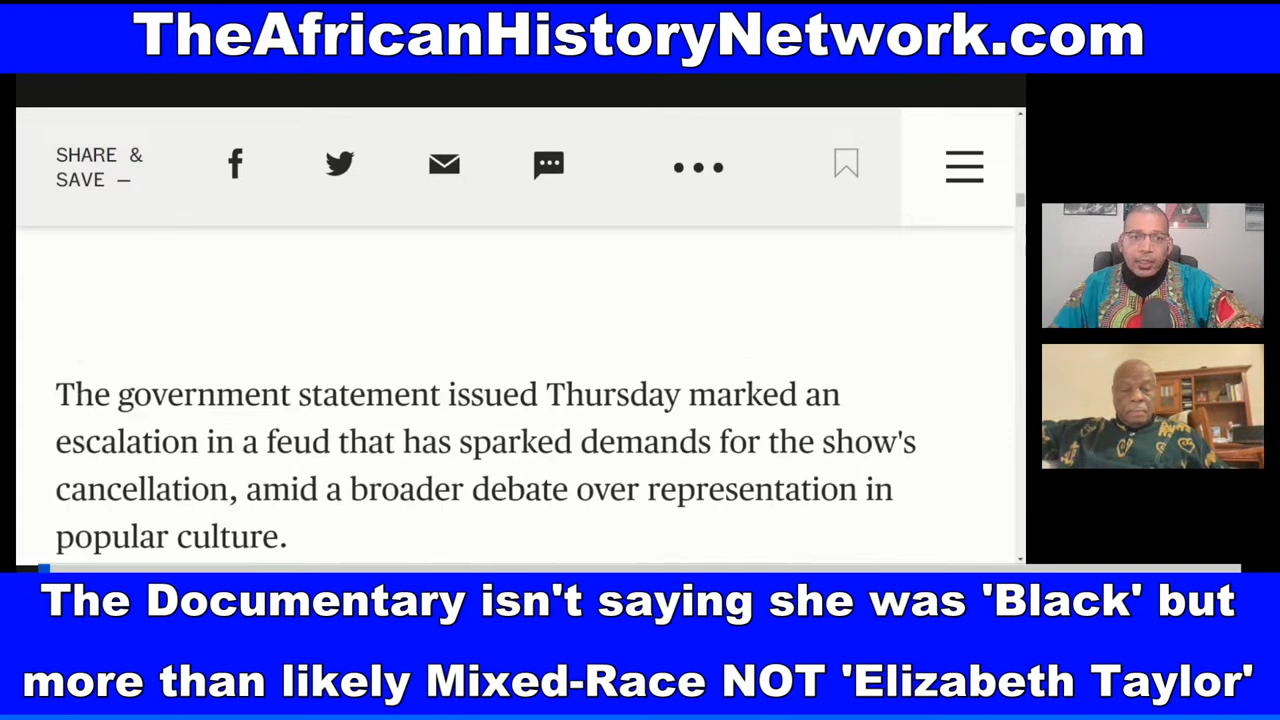 TheAfricanHistoryNetwork.com
SHARE &
SAVE —
The government statement issued Thursday marked an
escalation in a feud that has sparked demands for the show's
cancellation, amid a broader debate over representation in
popular culture.
The Documentary isn't saying she was 'Black' but
more than likely Mixed-Race NOT 'Elizabeth Taylor'